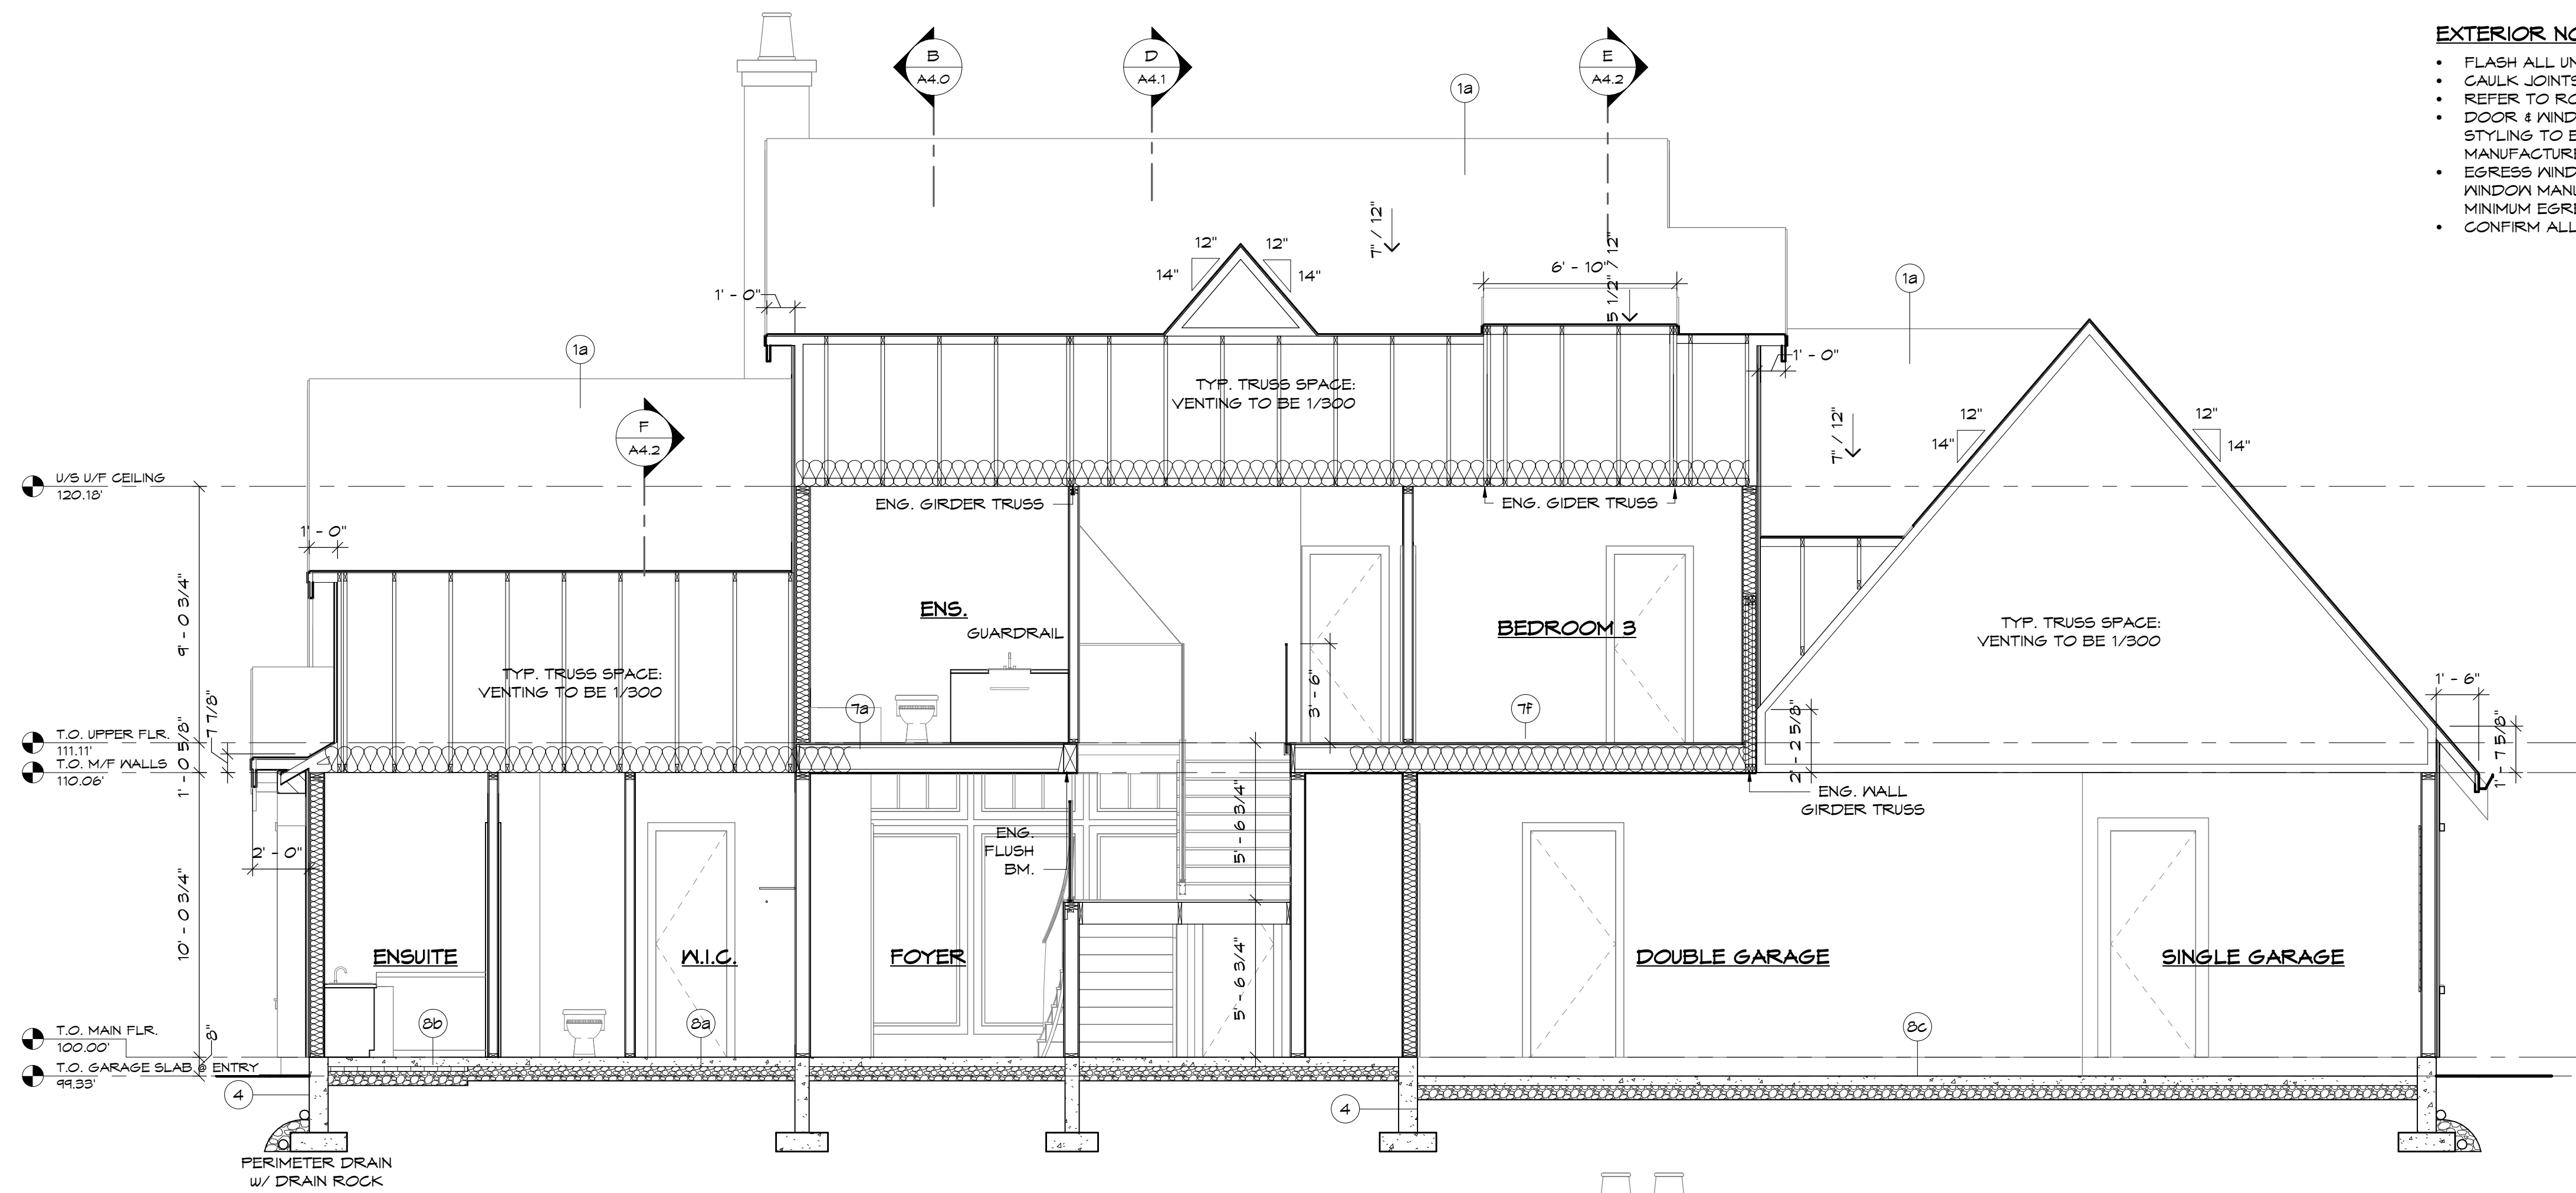 EXTERIOR NO
• FLASH ALL UN
• CAULK JOINTS
• REFER TO RO
• DOOR & WIND
STYLING TO E
MANUFACTURE
• EGRESS WIND
WINDOW MANU
MINIMUM EGRE
• CONFIRM ALL
B
A4.0
D
A4.1
E
A4.2
1a
7" / 12"
5 1/2" / 12"
12"
12"
14"
14"
6' - 10"
1a
1' - 0"
1a
1' - 0"
TYP. TRUSS SPACE:
VENTING TO BE 1/300
F
A4.2
7" / 12"
12"
14"
12"
14"
U/S U/F CEILING
120.18'
ENG. GIRDER TRUSS
ENG. GIDER TRUSS
1' - 0"
9' - 0 3/4"
ENS.
GUARDRAIL
BEDROOM 3
TYP. TRUSS SPACE:
VENTING TO BE 1/300
TYP. TRUSS SPACE:
VENTING TO BE 1/300
7a
7f
3' - 6"
1' - 6"
7 7/8"
T.O. UPPER FLR.
111.11'
T.O. M/F WALLS
110.06'
1' - 0 5/8"
2' - 2 5/8"
1' - 7 5/8"
ENG. WALL
GIRDER TRUSS
ENG.
FLUSH
BM.
5' - 6 3/4"
2' - 0"
10' - 0 3/4"
ENSUITE
W.I.C.
FOYER
DOUBLE GARAGE
SINGLE GARAGE
5' - 6 3/4"
8b
8a
8c
T.O. MAIN FLR.
100.00'
8"
T.O. GARAGE SLAB @ ENTRY
99.33'
4
4
PERIMETER DRAIN
W/ DRAIN ROCK